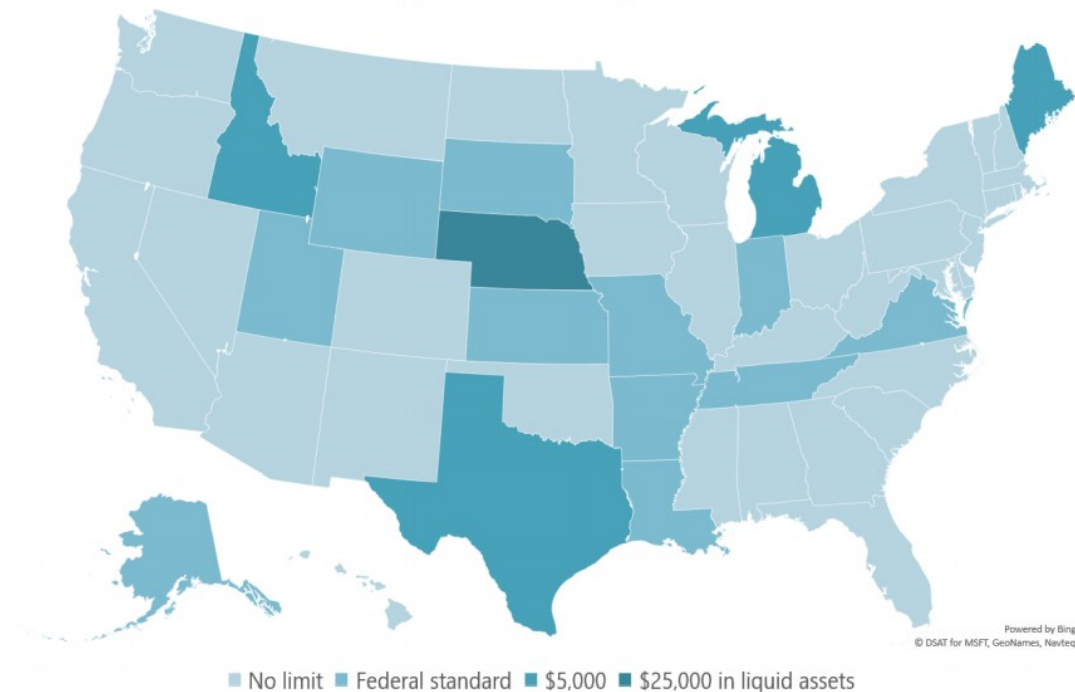 Powered by Bing
© DSAT for MSFT, GeoNames, Navteq
No limit Federal standard $5,000 $25,000 in liquid assets